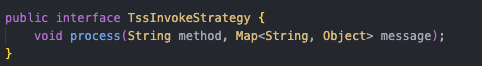 public interface TssInvokeStrategy {
    void process(String method, Map<String, Object> message);
}